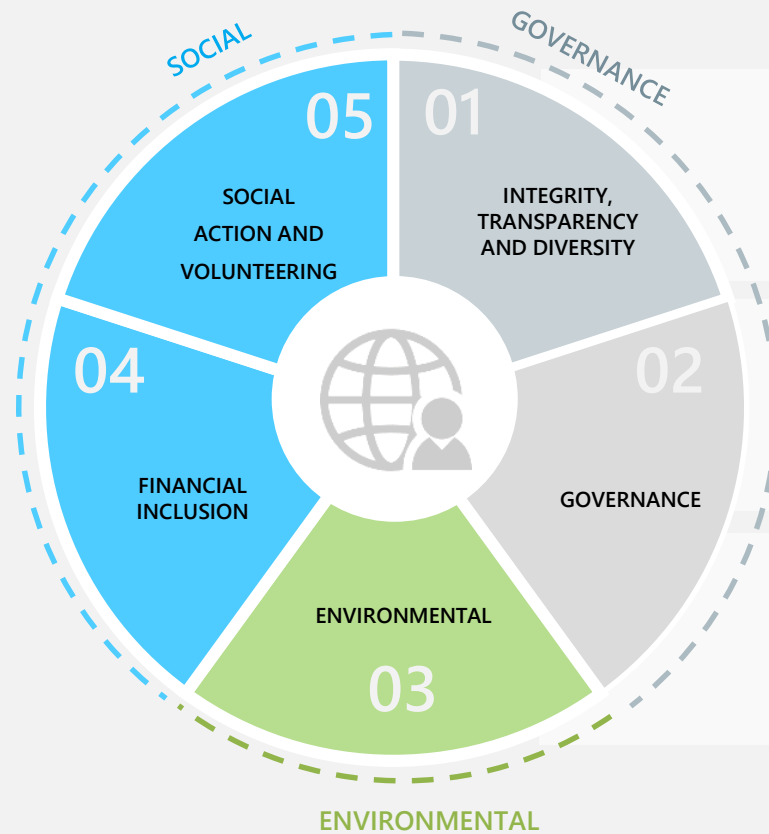 SOCIAL
GOVERNANCE
05
SOCIAL
ACTION AND
VOLUNTEERING
01
INTEGRITY,
TRANSPARENCY
AND DIVERSITY
04
FINANCIAL
INCLUSION
02
GOVERNANCE
ENVIRONMENTAL
03
ENVIRONMENTAL